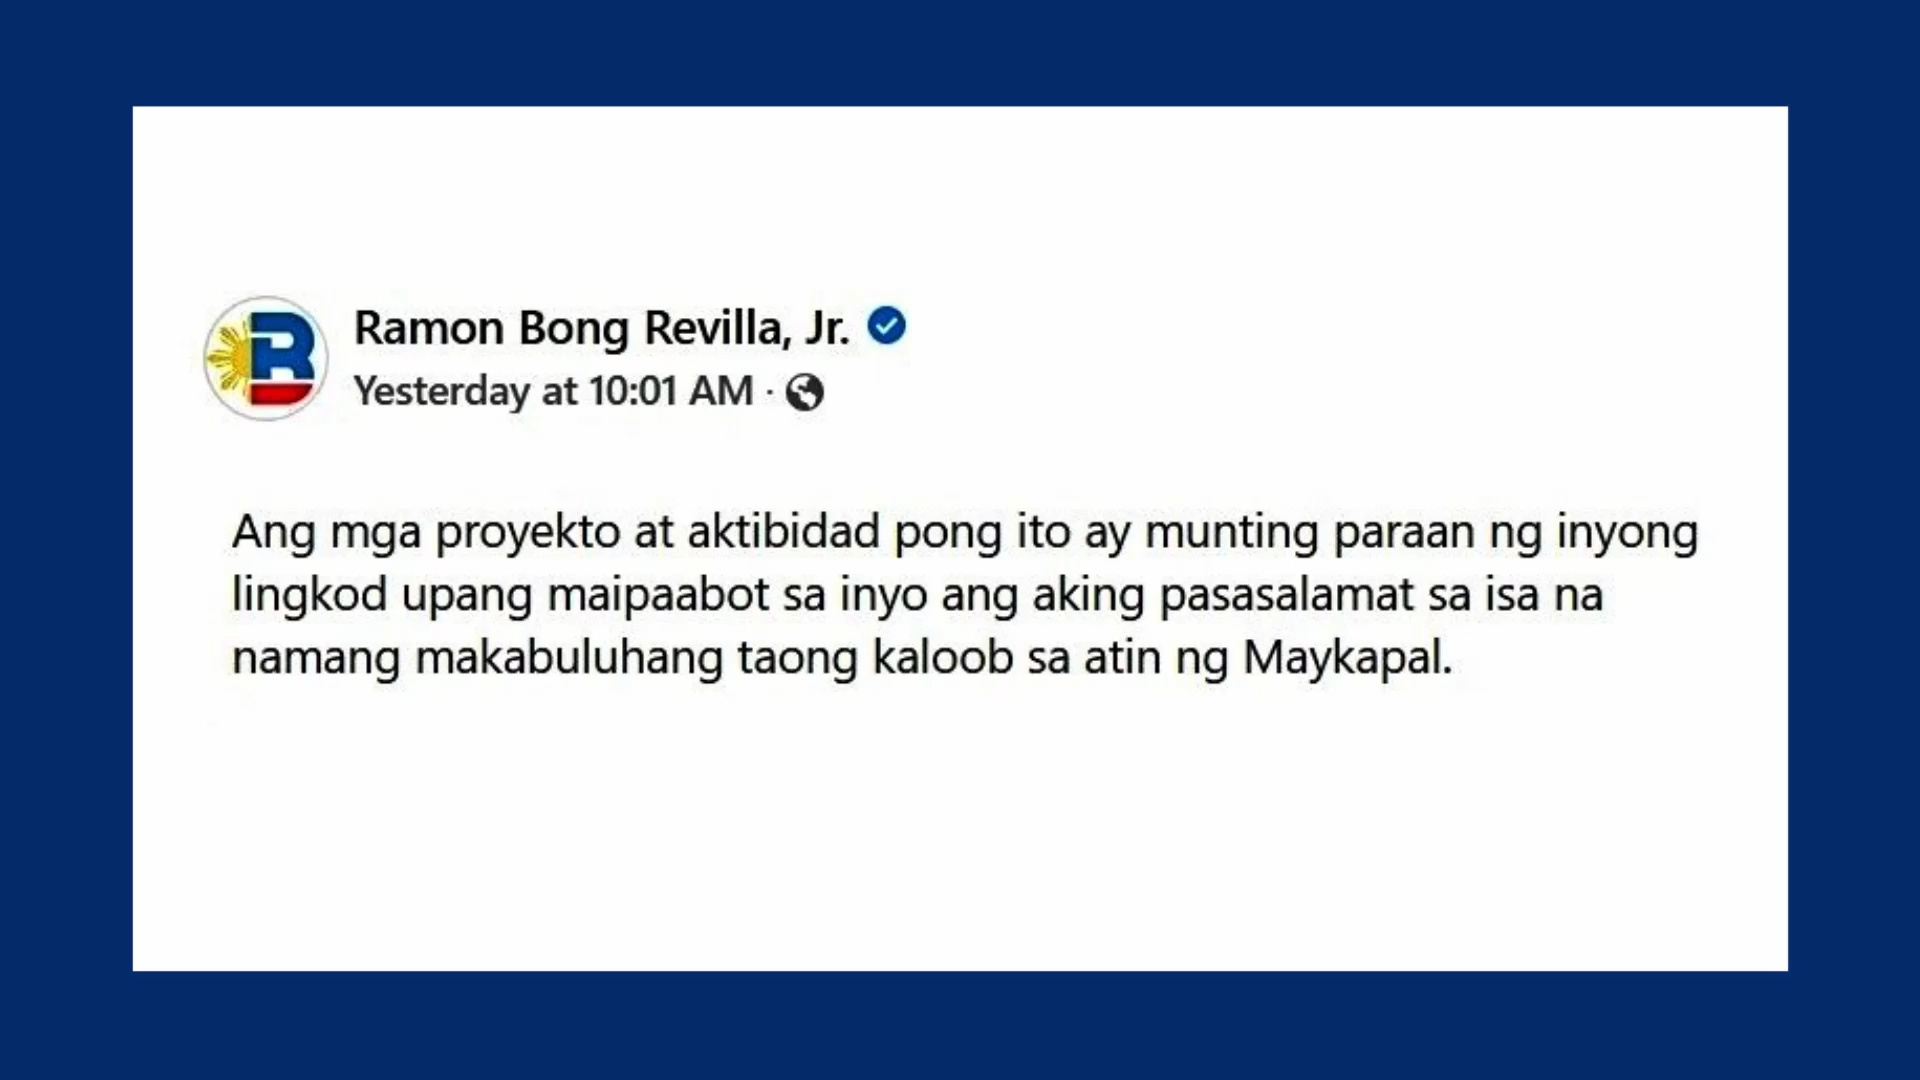 Ramon Bong Revilla, Jr.
Yesterday at 10:01 AM ·
Ang mga proyekto at aktibidad pong ito ay munting paraan ng inyong
lingkod upang maipaabot sa inyo ang aking pasasalamat sa isa na
namang makabuluhang taong kaloob sa atin ng Maykapal.